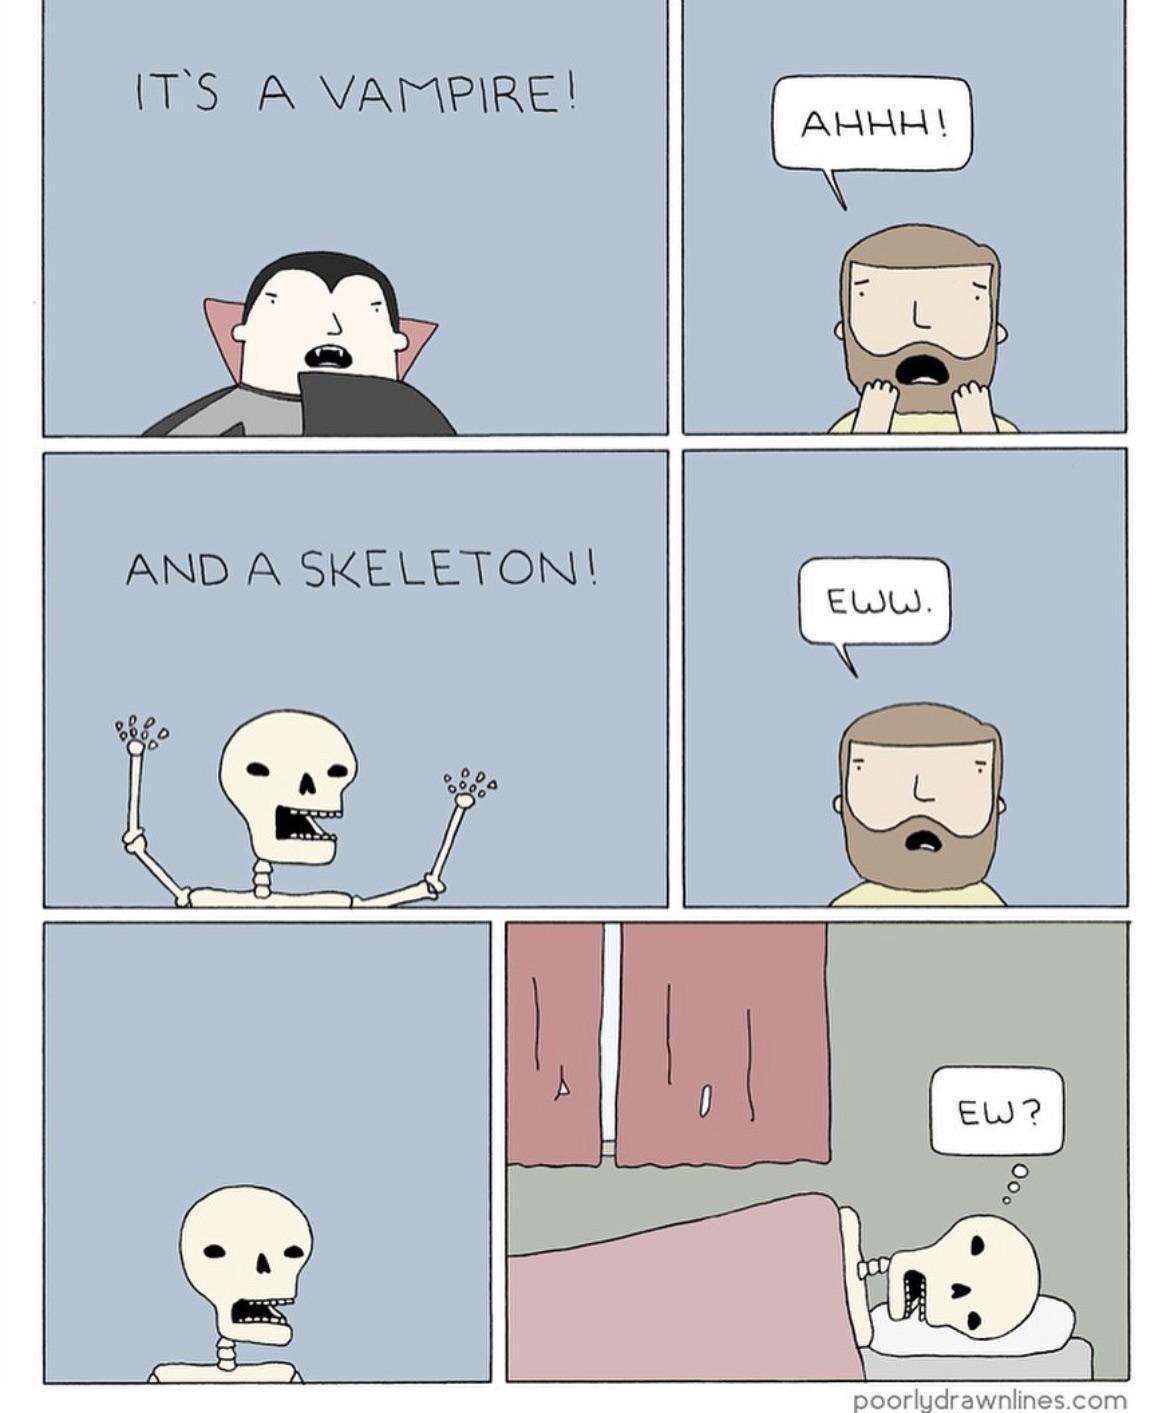 IT'S A VAMPIRE!
AHHH!
AND A SKELETON!
EWW.
EW?
poorlydrawnlines.com